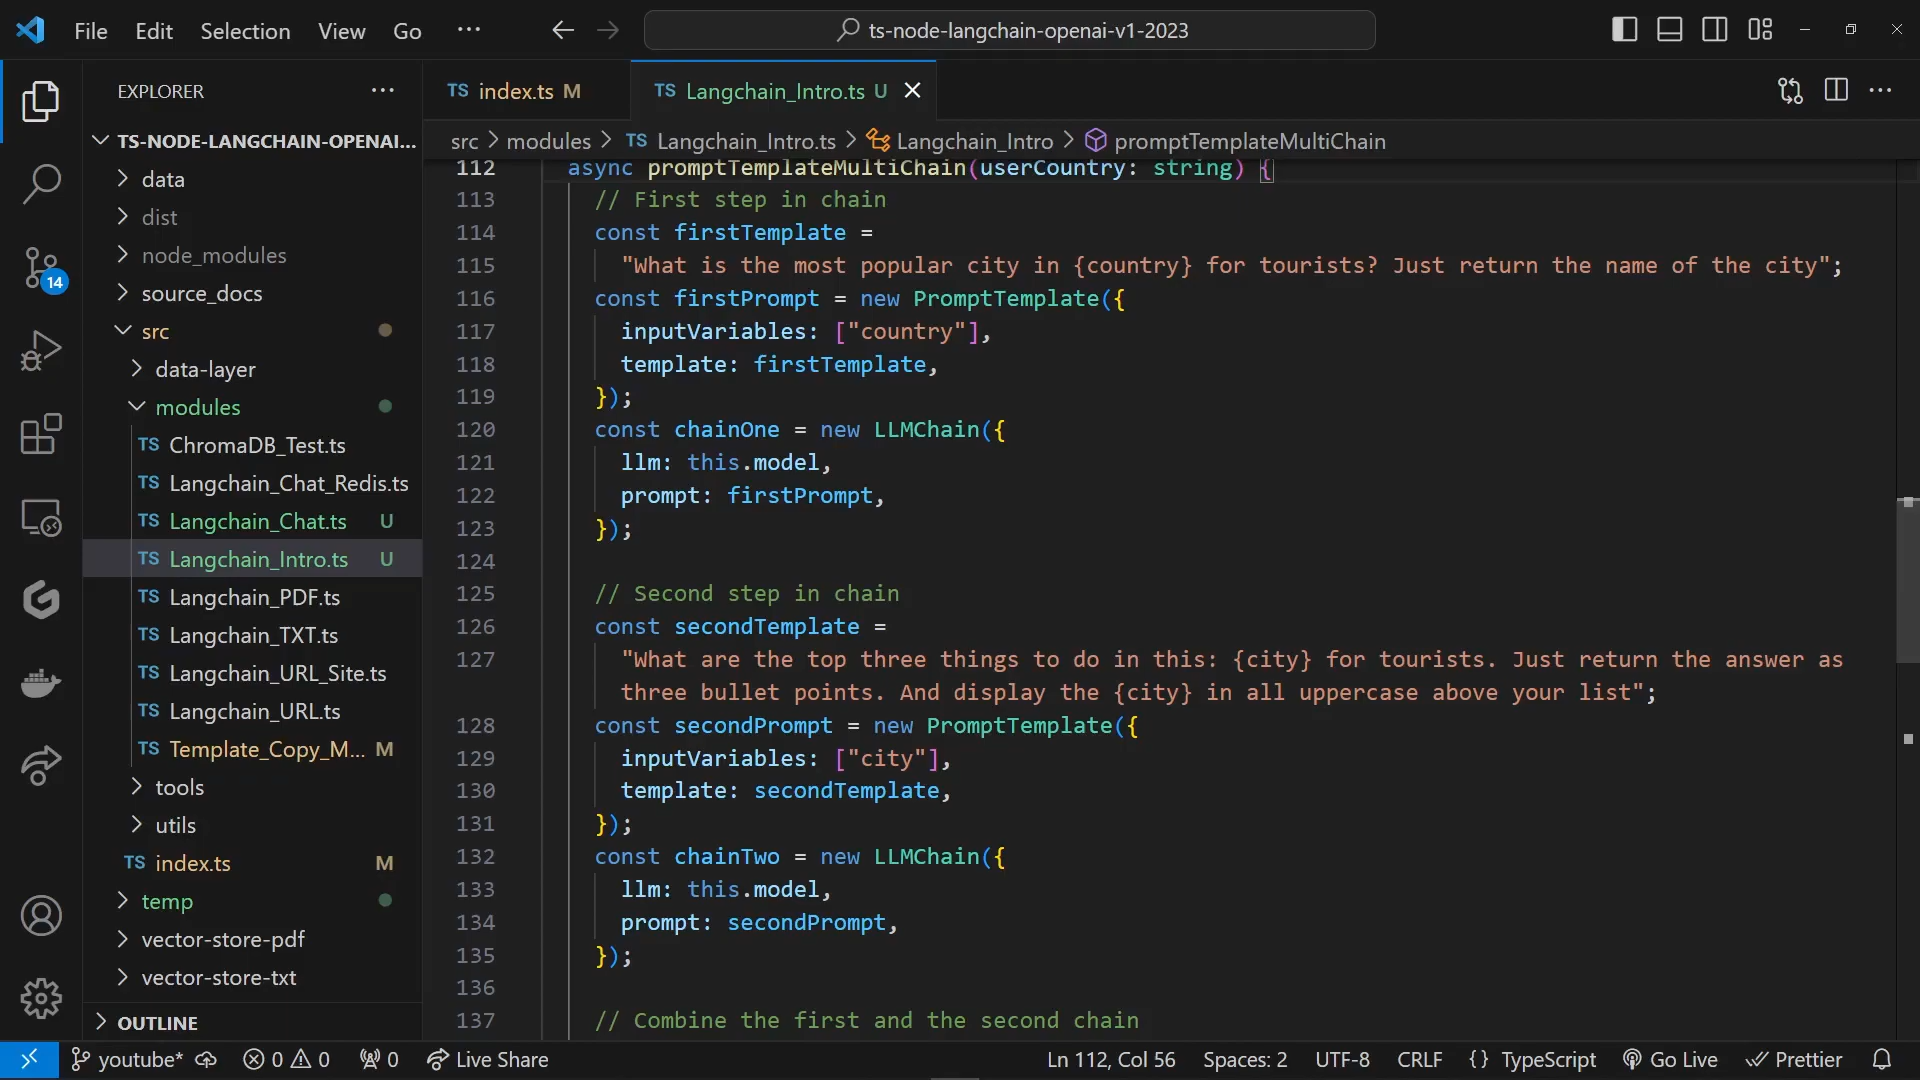 File Edit Selection View Go ··· ts-node-langchain-openai-v1-2023
EXPLORER ···
TS-NODE-LANGCHAIN-OPENAI...
data
dist
node_modules
source_docs
src
data-layer
modules
TS ChromaDB_Test.ts
TS Langchain_Chat_Redis.ts
TS Langchain_Chat.ts U
TS Langchain_Intro.ts U
TS Langchain_PDF.ts
TS Langchain_TXT.ts
TS Langchain_URL_Site.ts
TS Langchain_URL.ts
TS Template_Copy_M... M
tools
utils
TS index.ts M
temp
vector-store-pdf
vector-store-txt
OUTLINE
14
TS index.ts M TS Langchain_Intro.ts U
src > modules > TS Langchain_Intro.ts > Langchain_Intro > promptTemplateMultiChain
112 async promptTemplateMultiChain(userCountry: string) {
113 // First step in chain
114 const firstTemplate =
115 "What is the most popular city in {country} for tourists? Just return the name of the city";
116 const firstPrompt = new PromptTemplate({
117 inputVariables: ["country"],
118 template: firstTemplate,
119 });
120 const chainOne = new LLMChain({
121 llm: this.model,
122 prompt: firstPrompt,
123 });
124
125 // Second step in chain
126 const secondTemplate =
127 "What are the top three things to do in this: {city} for tourists. Just return the answer as
three bullet points. And display the {city} in all uppercase above your list";
128 const secondPrompt = new PromptTemplate({
129 inputVariables: ["city"],
130 template: secondTemplate,
131 });
132 const chainTwo = new LLMChain({
133 llm: this.model,
134 prompt: secondPrompt,
135 });
136
137 // Combine the first and the second chain
youtube* 0 0 0 Live Share Ln 112, Col 56 Spaces: 2 UTF-8 CRLF {} TypeScript Go Live Prettier